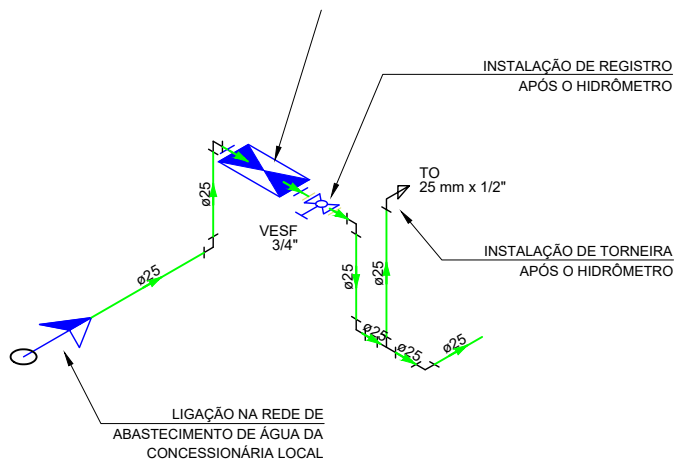 INSTALAÇÃO DE REGISTRO
APÓS O HIDRÔMETRO
TO
25 mm x 1/2"
VESF
3/4"
INSTALAÇÃO DE TORNEIRA
APÓS O HIDRÔMETRO
ø25
ø25
ø25
ø25
ø25
ø25
ø25
LIGAÇÃO NA REDE DE
ABASTECIMENTO DE ÁGUA DA
CONCESSIONÁRIA LOCAL